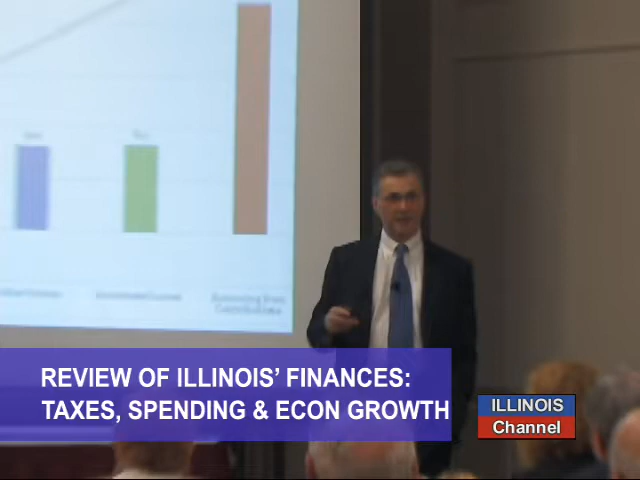 REVIEW OF ILLINOIS' FINANCES:
TAXES, SPENDING & ECON GROWTH
ILLINOIS
Channel